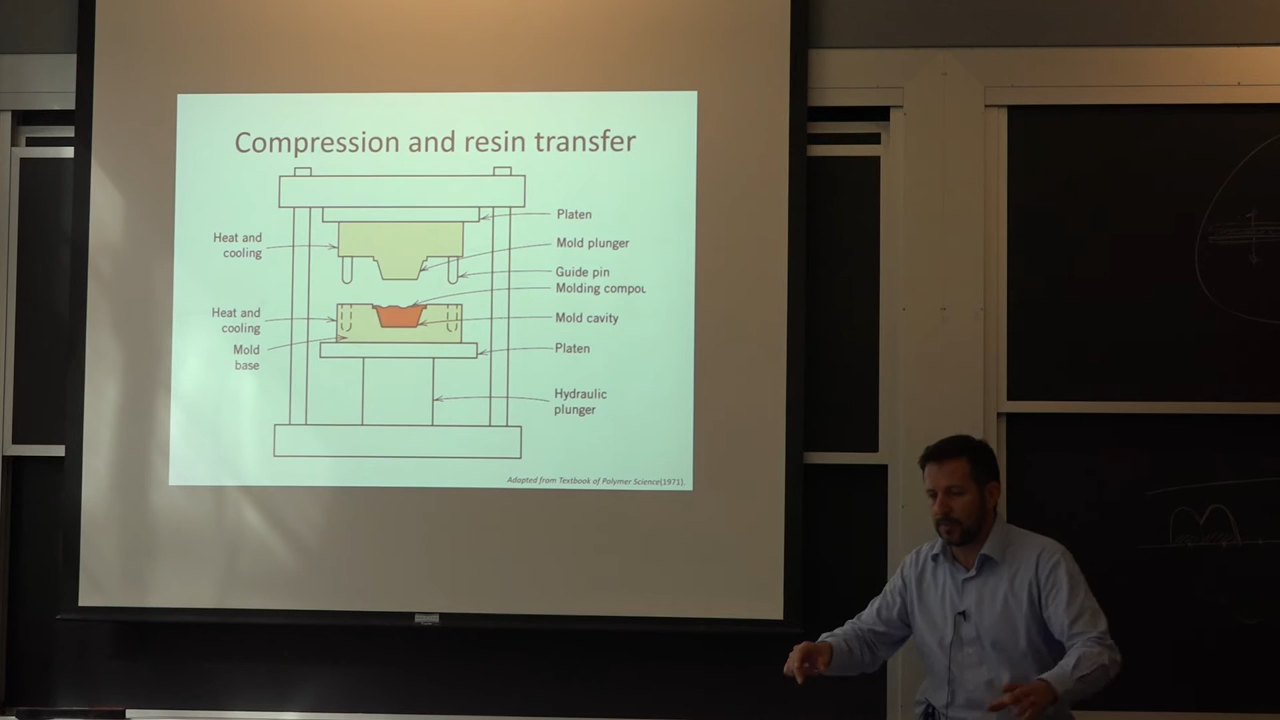 Compression and resin transfer
Platen
Heat and
cooling
Mold plunger
Guide pin
Molding compou
Heat and
cooling
Mold cavity
Mold
base
Platen
Hydraulic
plunger
Adapted from Textbook of Polymer Science(1971).